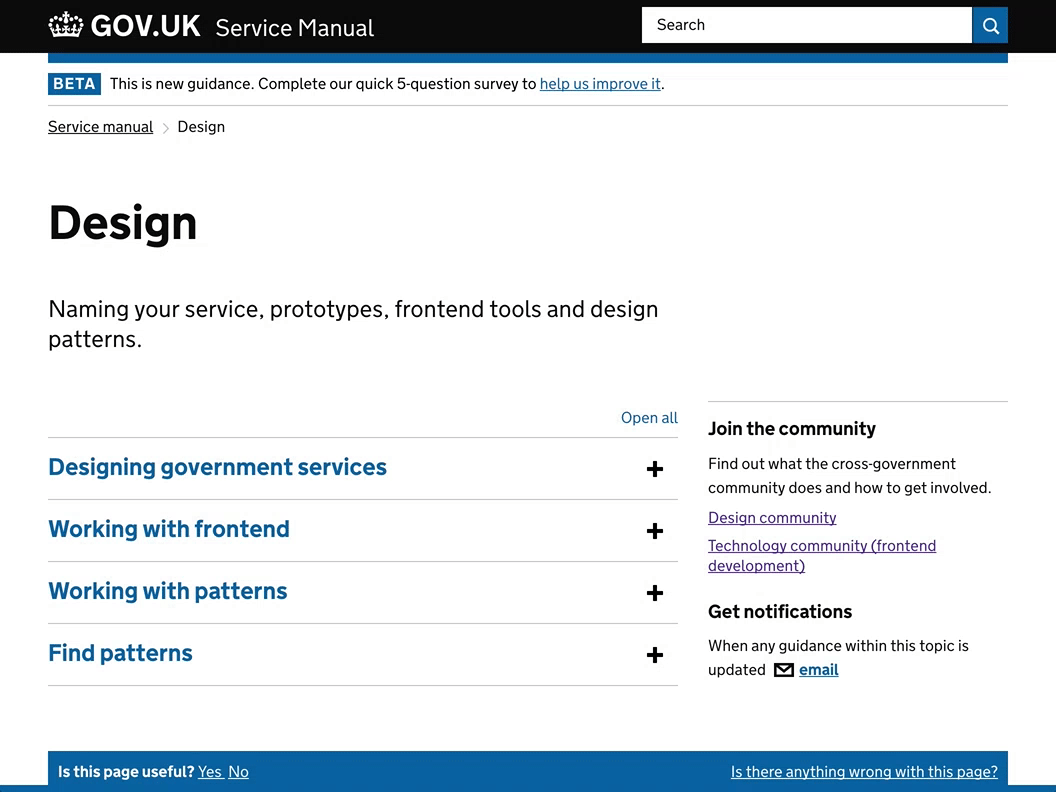 GOV.UK Service Manual
Search
BETA This is new guidance. Complete our quick 5-question survey to help us improve it.
Service manual > Design
Design
Naming your service, prototypes, frontend tools and design
patterns.
Open all
Designing government services
Working with frontend
Working with patterns
Find patterns
Join the community
Find out what the cross-government
community does and how to get involved.
Design community
Technology community (frontend
development)
Get notifications
When any guidance within this topic is
updated email
Is this page useful? Yes No
Is there anything wrong with this page?